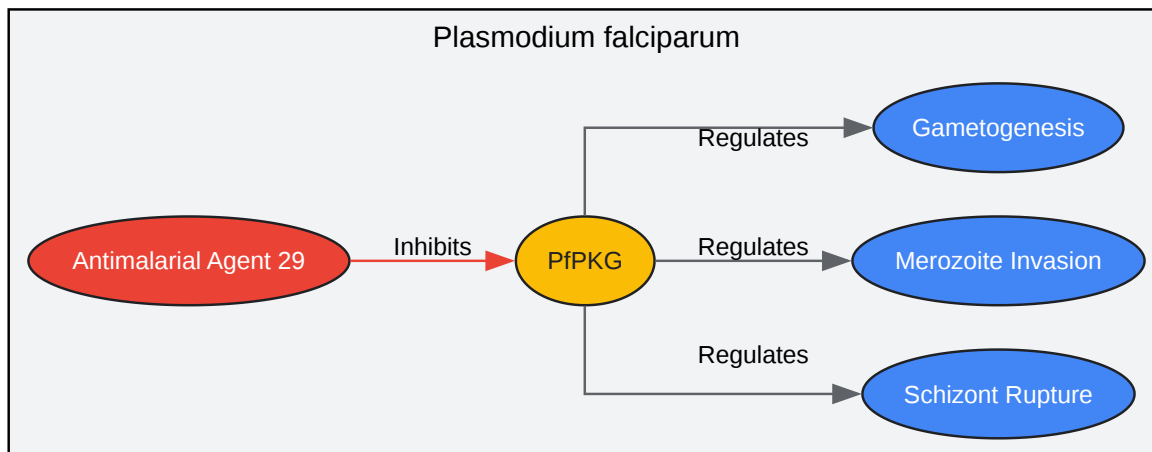 Plasmodium falciparum
Gametogenesis
Regulates
Antimalarial Agent 29
Inhibits
PfPKG
Regulates
Merozoite Invasion
Regulates
Schizont Rupture